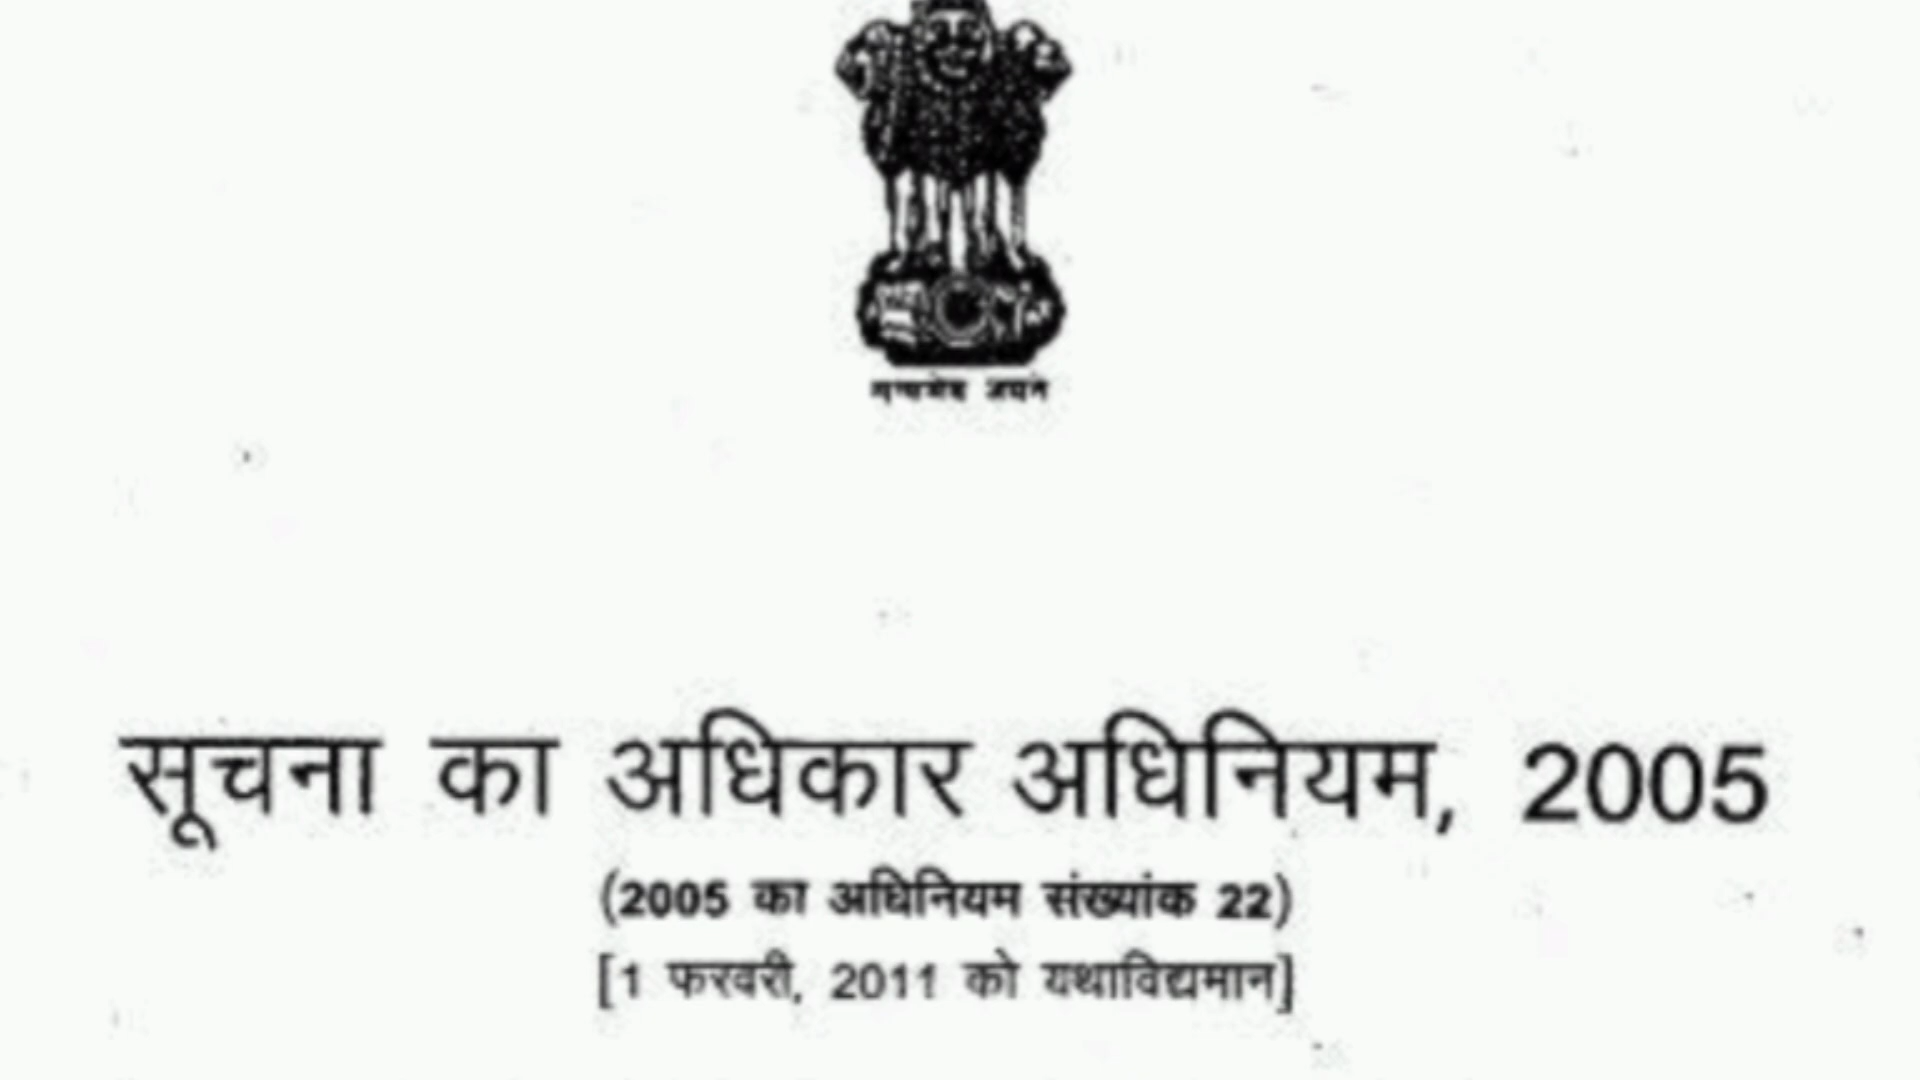 सत्यमेव जयते
सूचना का अधिकार अधिनियम, 2005
(2005 का अधिनियम संख्यांक 22)
[1 फरवरी, 2011 को यथाविद्यमान]